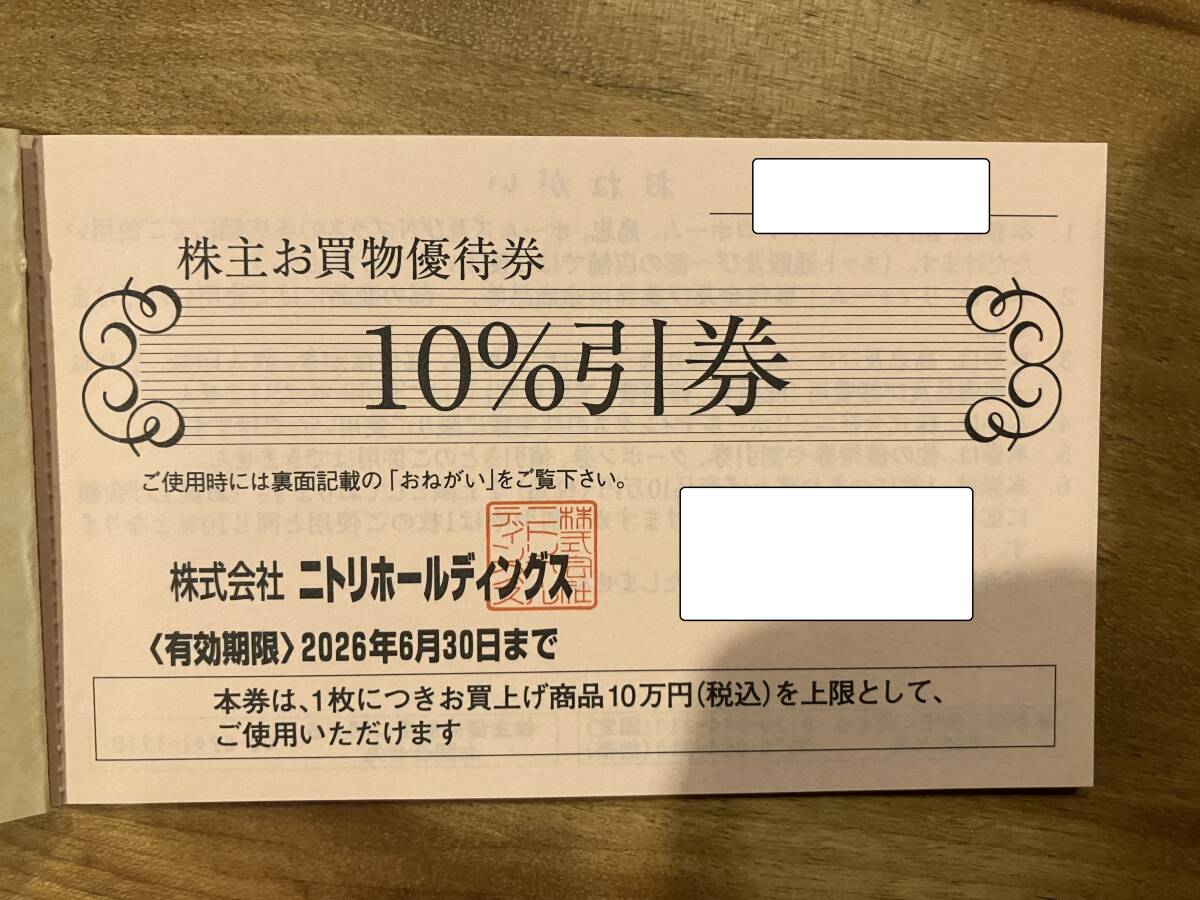 株主お買物優待券
10%引券
ご使用時には裏面記載の「おねがい」をご覧下さい。
株式会社 ニトリホールディングス
株式会社
ニトリホール
ディングス
〈有効期限〉2026年6月30日まで
本券は、1枚につきお買上げ商品10万円(税込)を上限として、
ご使用いただけます